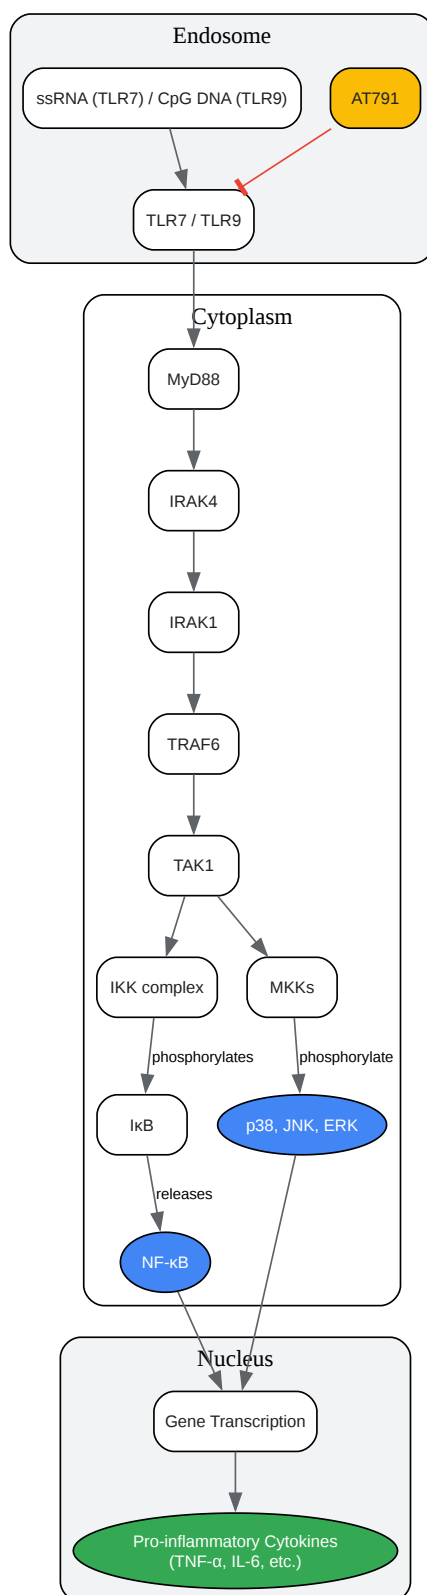 Endosome
ssRNA (TLR7) / CpG DNA (TLR9)
AT791
TLR7 / TLR9
Cytoplasm
MyD88
IRAK4
IRAK1
TRAF6
TAK1
IKK complex
MKKs
phosphorylates
phosphorylate
IκB
p38, JNK, ERK
releases
NF-κB
Nucleus
Gene Transcription
Pro-inflammatory Cytokines
(TNF-α, IL-6, etc.)